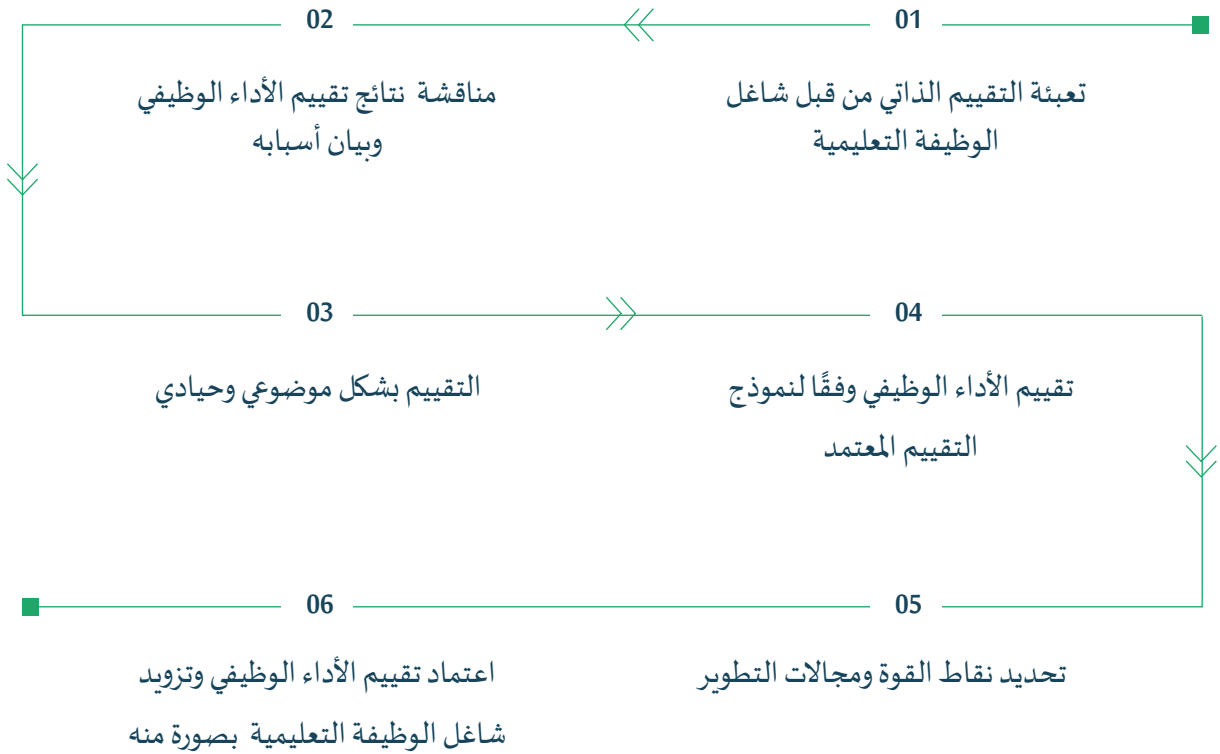 01
تعبئة التقييم الذاتي من قبل شاغل
الوظيفة التعليمية
02
مناقشة نتائج تقييم الأداء الوظيفي
وبيان أسبابه
03
التقييم بشكل موضوعي وحيادي
04
تقييم الأداء الوظيفي وفقًا لنموذج
التقييم المعتمد
05
تحديد نقاط القوة ومجالات التطوير
06
اعتماد تقييم الأداء الوظيفي وتزويد
شاغل الوظيفة التعليمية بصورة منه